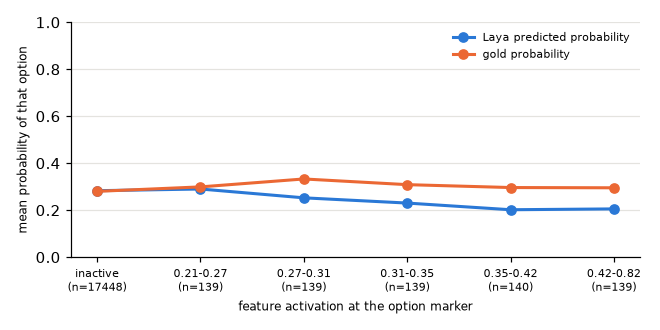 1.0
0.8
0.6
0.4
0.2
0.0
mean probability of that option
Laya predicted probability
gold probability
inactive
(n=17448)
0.21-0.27
(n=139)
0.27-0.31
(n=139)
0.31-0.35
(n=139)
0.35-0.42
(n=140)
0.42-0.82
(n=139)
feature activation at the option marker